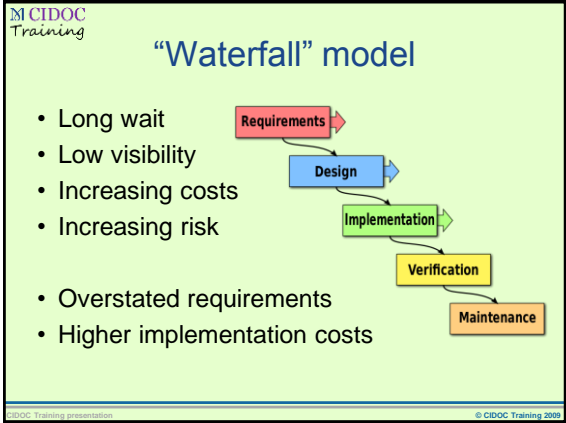 CIDOC
Training
“Waterfall” model
• Long wait
• Low visibility
• Increasing costs
• Increasing risk
• Overstated requirements
• Higher implementation costs
Requirements
Design
Implementation
Verification
Maintenance
CIDOC Training presentation
© CIDOC Training 2009